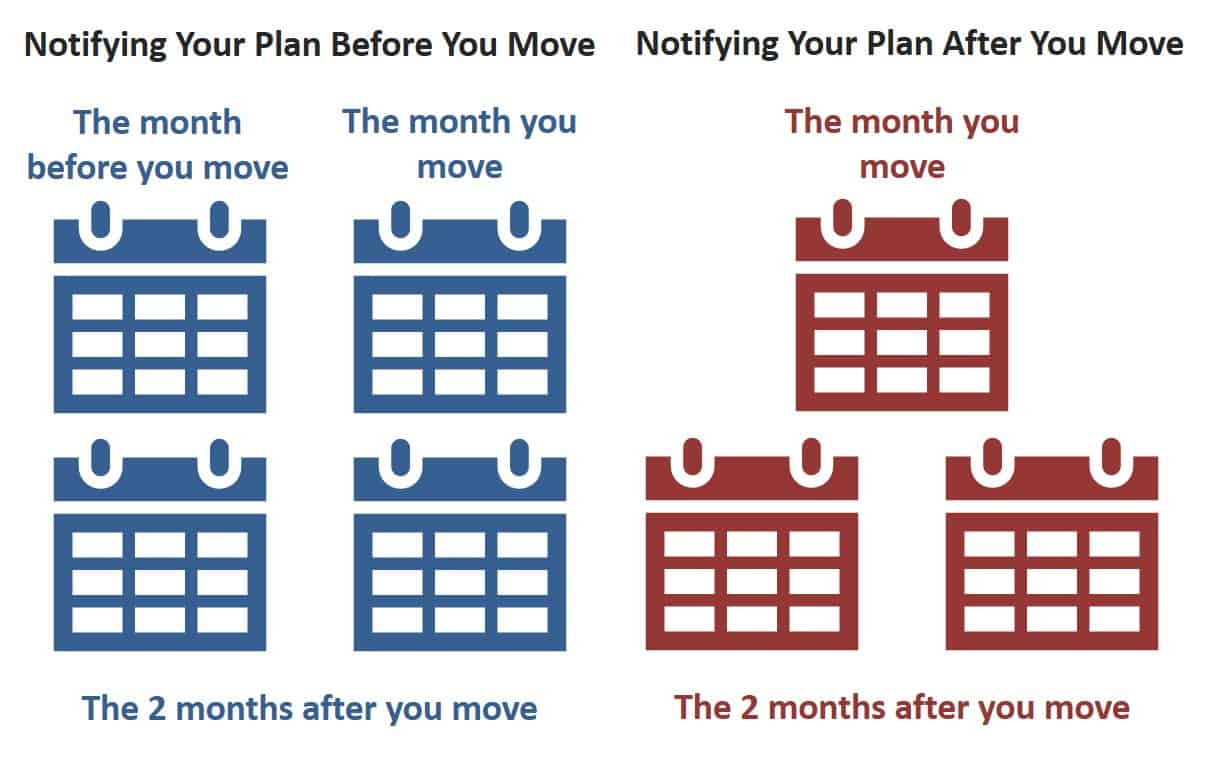 Notifying Your Plan Before You Move
The month
before you move
The month you
move
The 2 months after you move
Notifying Your Plan After You Move
The month you
move
The 2 months after you move